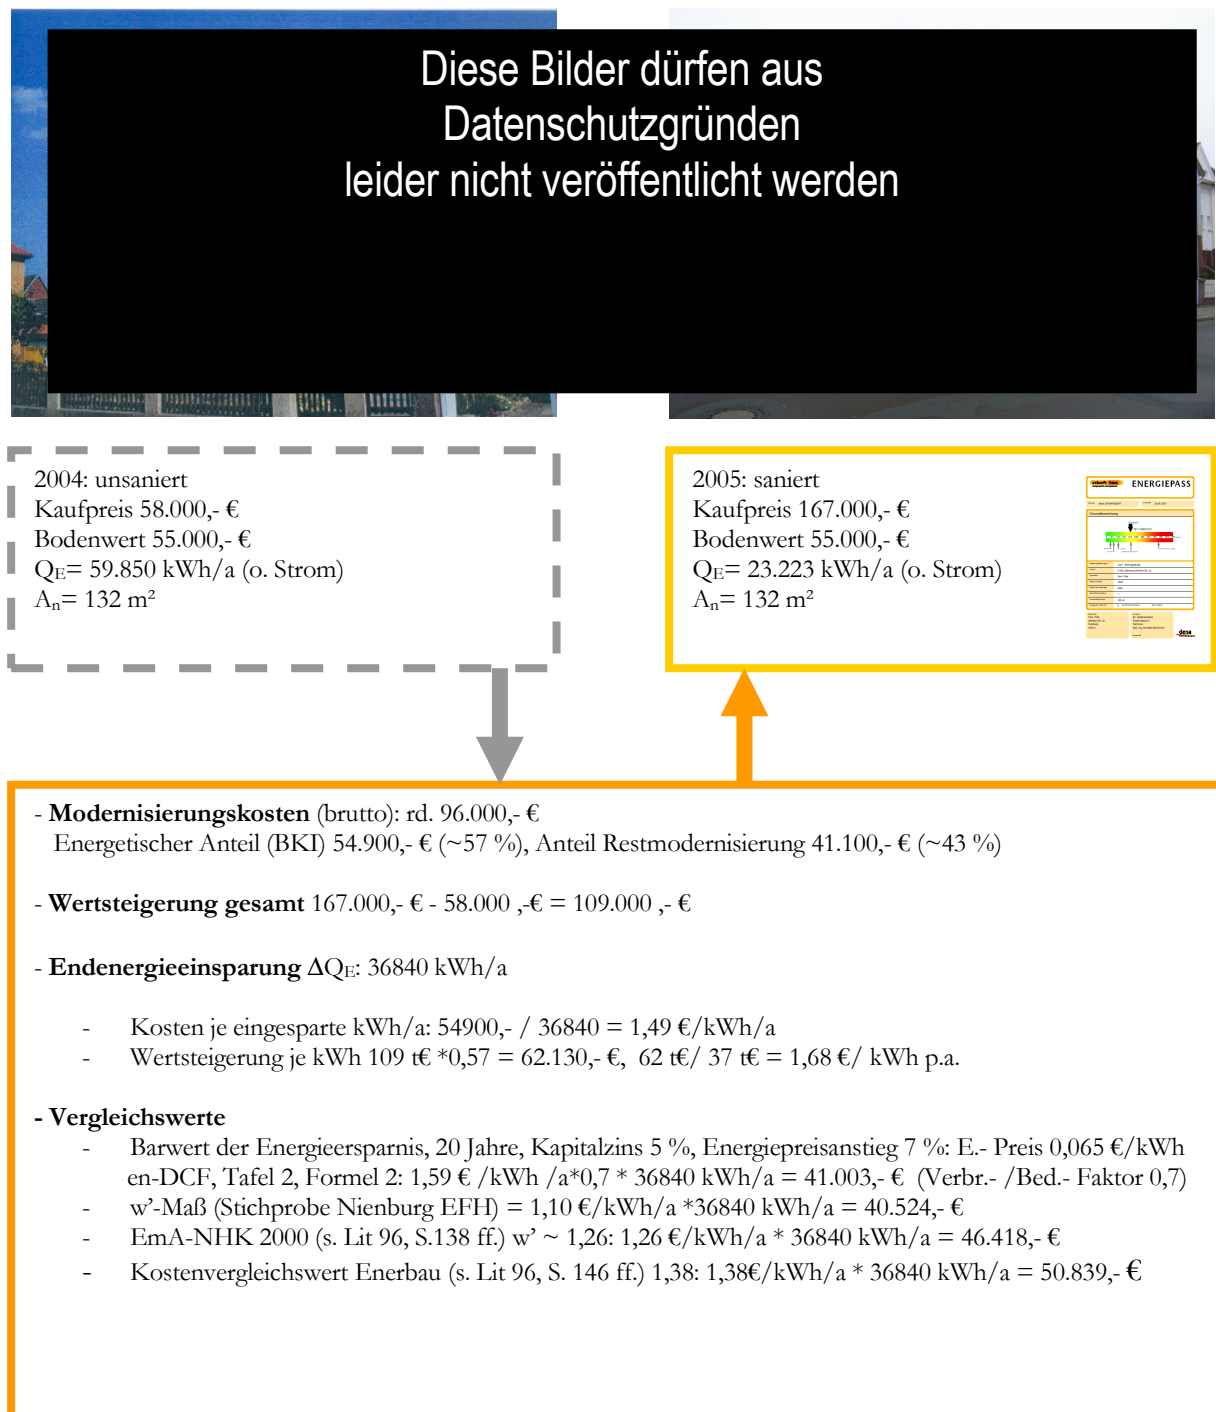 Diese Bilder dürfen aus
Datenschutzgründen
leider nicht veröffentlicht werden
2004: unsaniert
Kaufpreis 58.000,- €
Bodenwert 55.000,- €
QE= 59.850 kWh/a (o. Strom)
An= 132 m²
2005: saniert
Kaufpreis 167.000,- €
Bodenwert 55.000,- €
QE= 23.223 kWh/a (o. Strom)
An= 132 m²
ENERGIEPASS
dena
- Modernisierungskosten (brutto): rd. 96.000,- €
Energetischer Anteil (BKI) 54.900,- € (~57 %), Anteil Restmodernisierung 41.100,- € (~43 %)
- Wertsteigerung gesamt 167.000,- € - 58.000 ,-€ = 109.000 ,- €
- Endenergieeinsparung ΔQE: 36840 kWh/a
- Kosten je eingesparte kWh/a: 54900,- / 36840 = 1,49 €/kWh/a
- Wertsteigerung je kWh 109 t€ *0,57 = 62.130,- €, 62 t€/ 37 t€ = 1,68 €/ kWh p.a.
- Vergleichswerte
- Barwert der Energieersparnis, 20 Jahre, Kapitalzins 5 %, Energiepreisanstieg 7 %: E.- Preis 0,065 €/kWh
en-DCF, Tafel 2, Formel 2: 1,59 € /kWh /a*0,7 * 36840 kWh/a = 41.003,- € (Verbr.- /Bed.- Faktor 0,7)
- w’-Maß (Stichprobe Nienburg EFH) = 1,10 €/kWh/a *36840 kWh/a = 40.524,- €
- EmA-NHK 2000 (s. Lit 96, S.138 ff.) w’ ~ 1,26: 1,26 €/kWh/a * 36840 kWh/a = 46.418,- €
- Kostenvergleichswert Enerbau (s. Lit 96, S. 146 ff.) 1,38: 1,38€/kWh/a * 36840 kWh/a = 50.839,- €